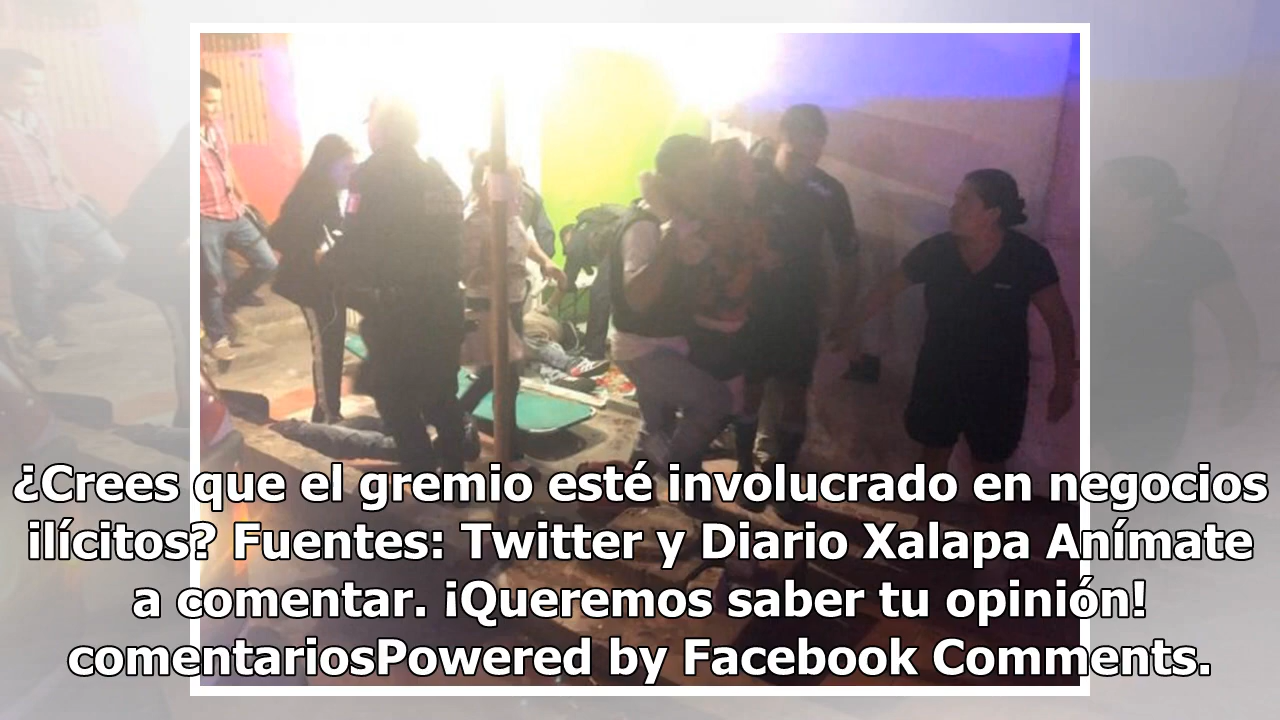 ¿Crees que el gremio esté involucrado en negocios
ilícitos? Fuentes: Twitter y Diario Xalapa Anímate
a comentar. ¡Queremos saber tu opinión!
comentariosPowered by Facebook Comments.